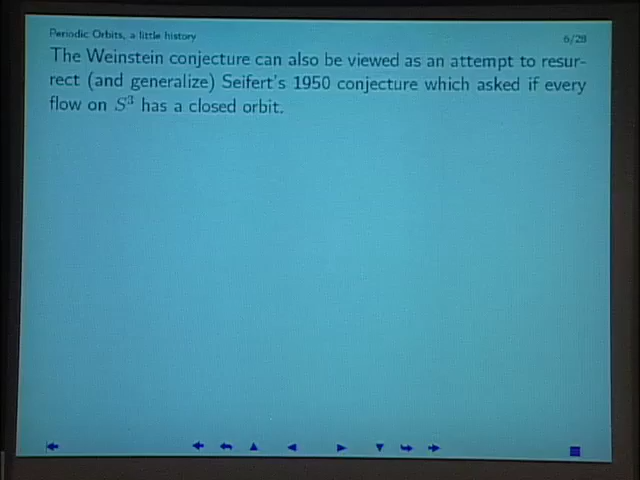 Periodic Orbits, a little history
6/28
The Weinstein conjecture can also be viewed as an attempt to resur-
rect (and generalize) Seifert's 1950 conjecture which asked if every
flow on S³ has a closed orbit.